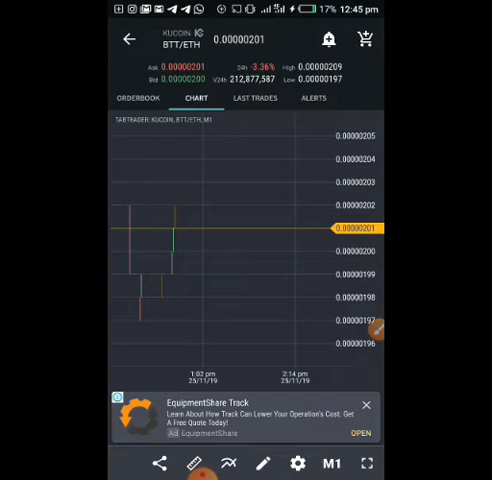 17% 12:45 pm
KUCOIN
BTT/ETH
0.00000201
Ask 0.00000201 24h -3.36% High 0.00000209
Bid 0.00000200 V24h 212,877,587 Low 0.00000197
ORDERBOOK CHART LAST TRADES ALERTS
TABTRADER: KUCOIN, BTT/ETH, M1
0.00000205
0.00000204
0.00000203
0.00000202
0.00000201
0.00000200
0.00000199
0.00000198
0.00000197
0.00000196
1:02 pm 2:14 pm
25/11/19 25/11/19
EquipmentShare Track
Learn About How Track Can Lower Your Operation's Cost. Get
A Free Quote Today!
Ad EquipmentShare
OPEN
M1